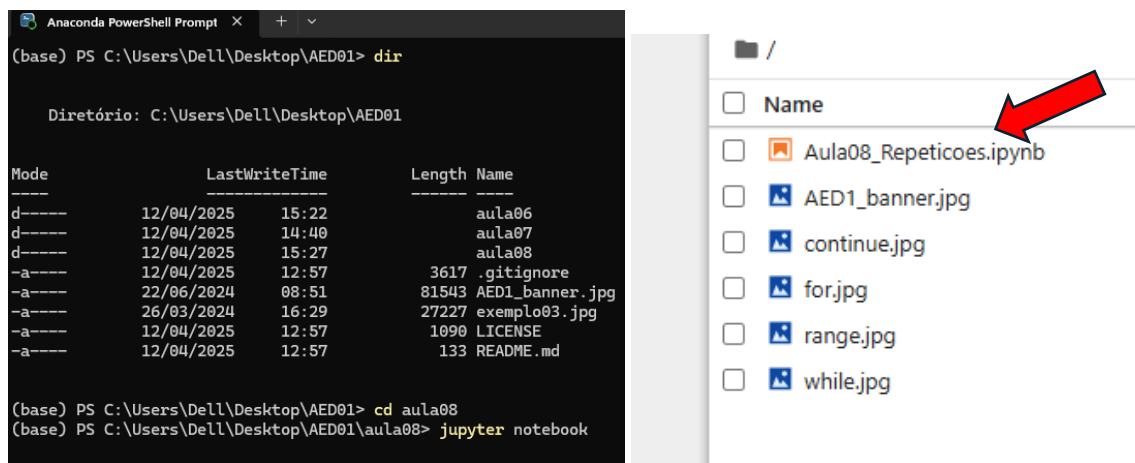 Anaconda PowerShell Prompt
(base) PS C:\Users\Dell\Desktop\AED01> dir
Diretório: C:\Users\Dell\Desktop\AED01
Mode LastWriteTime Length Name
---- ------------- ------ ----
d----- 12/04/2025 15:22 aula06
d----- 12/04/2025 14:40 aula07
d----- 12/04/2025 15:27 aula08
-a---- 12/04/2025 12:57 3617 .gitignore
-a---- 22/06/2024 08:51 81543 AED1_banner.jpg
-a---- 26/03/2024 16:29 27227 exemplo03.jpg
-a---- 12/04/2025 12:57 1090 LICENSE
-a---- 12/04/2025 12:57 133 README.md
(base) PS C:\Users\Dell\Desktop\AED01> cd aula08
(base) PS C:\Users\Dell\Desktop\AED01\aula08> jupyter notebook
/
Name
Aula08_Repeticoes.ipynb
AED1_banner.jpg
continue.jpg
for.jpg
range.jpg
while.jpg